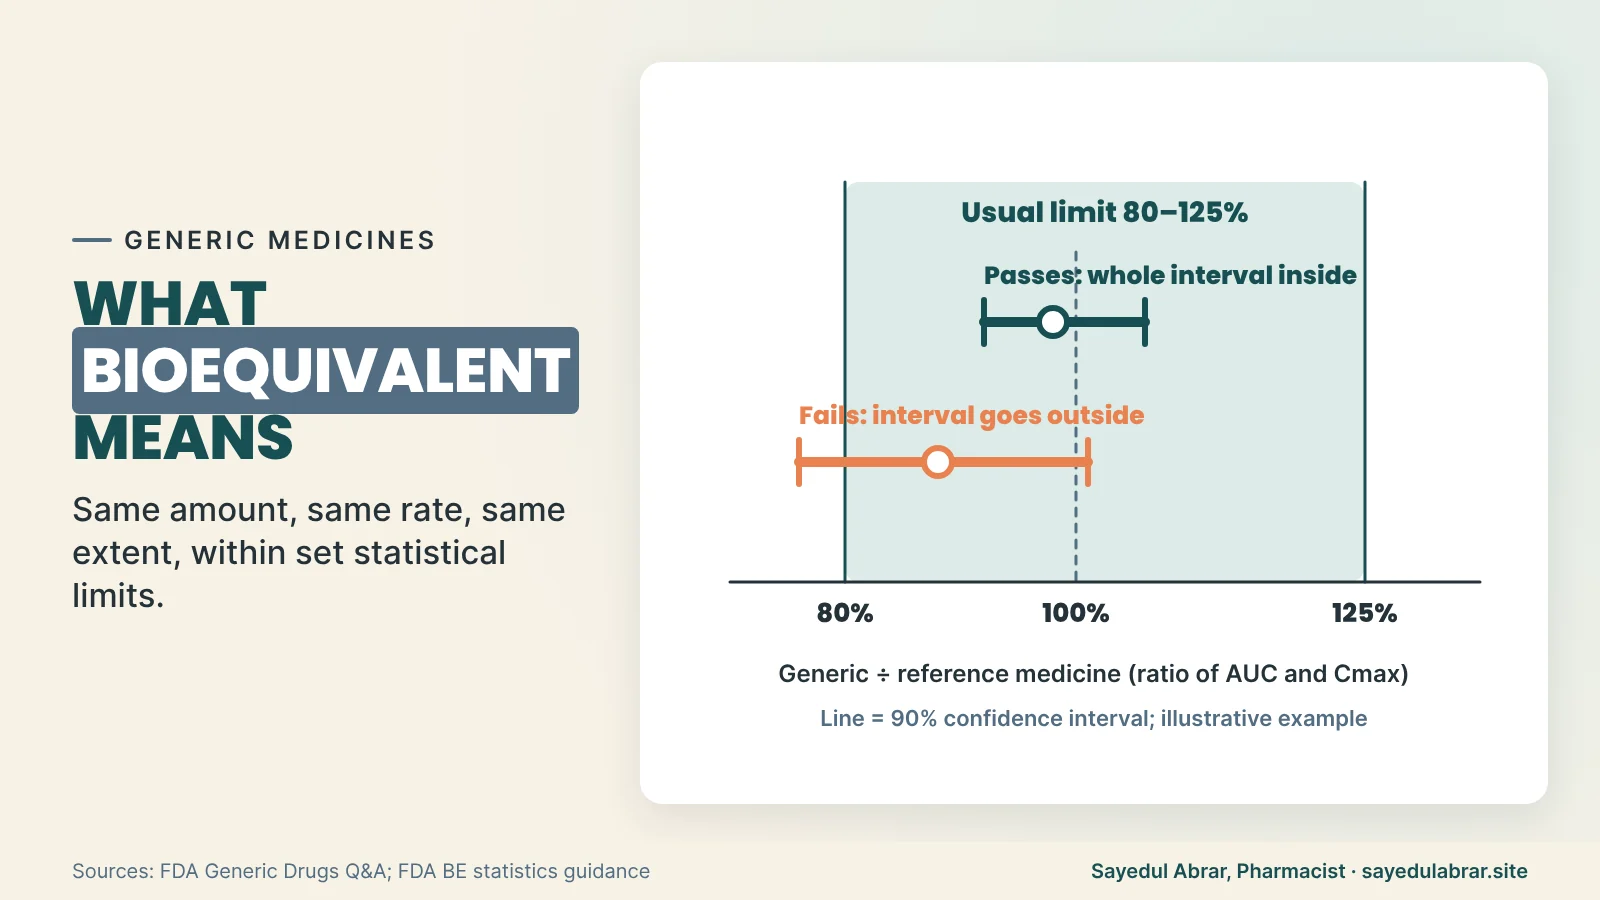 GENERIC MEDICINES
WHAT
BIOEQUIVALENT
MEANS
Same amount, same rate, same
extent, within set statistical
limits.
Usual limit 80–125%
Passes: whole interval inside
Fails: interval goes outside
80% 100% 125%
Generic ÷ reference medicine (ratio of AUC and Cmax)
Line = 90% confidence interval; illustrative example
Sources: FDA Generic Drugs Q&A; FDA BE statistics guidance
Sayedul Abrar, Pharmacist · sayedulabrar.site